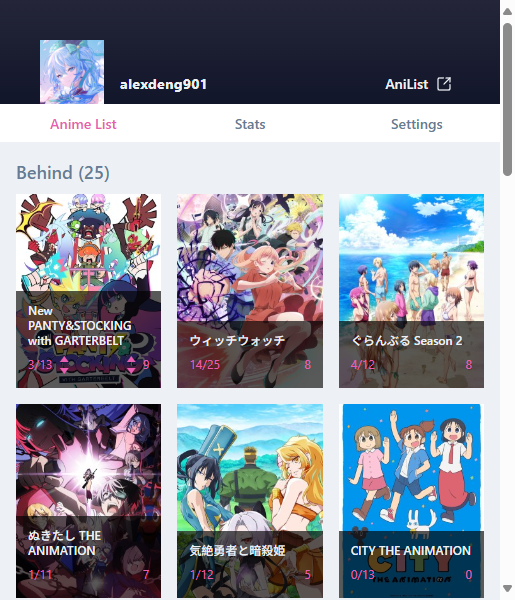 alexdeng901
AniList
Anime List
Stats
Settings
Behind (25)
New
PANTY&STOCKING
with GARTERBELT
3/13
9
ウィッチウォッチ
14/25
8
ぐらんぶる Season 2
4/12
8
ぬきたし THE
ANIMATION
1/11
7
気絶勇者と暗殺姫
1/12
5
CITY THE ANIMATION
0/13
0